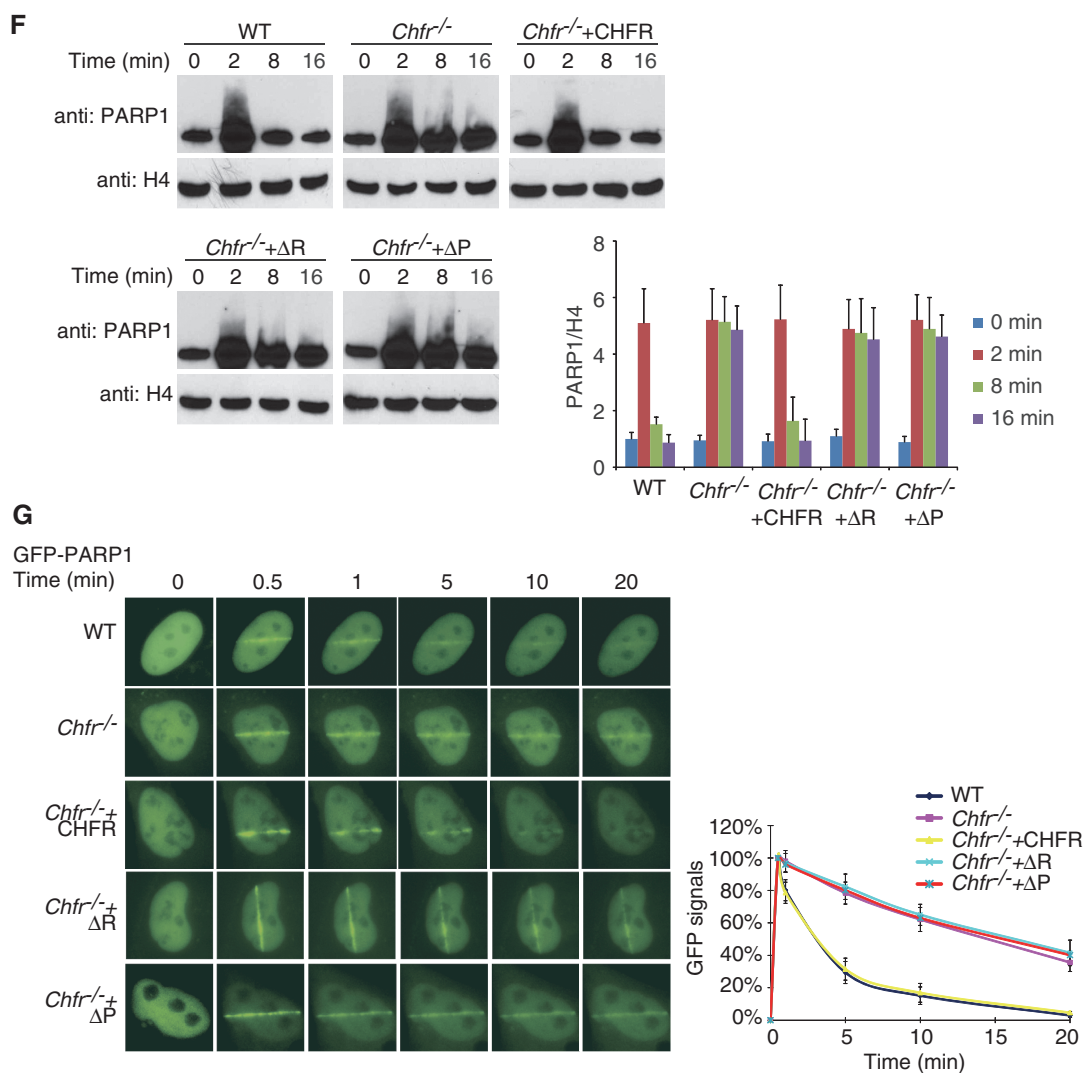 F
WT
Chfr-/-
Chfr-/-+CHFR
Time (min) 0 2 8 16 0 2 8 16 0 2 8 16
anti: PARP1
anti: H4
Chfr-/-+ΔR
Chfr-/-+ΔP
Time (min) 0 2 8 16 0 2 8 16
anti: PARP1
anti: H4
8
6
4
2
0
PARP1/H4
0 min
2 min
8 min
16 min
WT
Chfr-/-
Chfr-/-
+CHFR
Chfr-/-
+ΔR
Chfr-/-
+ΔP
G
GFP-PARP1
Time (min) 0 0.5 1 5 10 20
WT
Chfr-/-
Chfr-/-+
CHFR
Chfr-/-+
ΔR
Chfr-/-+
ΔP
WT
Chfr-/-
Chfr-/-+CHFR
Chfr-/-+ΔR
Chfr-/-+ΔP
120%
100%
80%
60%
40%
20%
0%
GFP signals
0 5 10 15 20
Time (min)